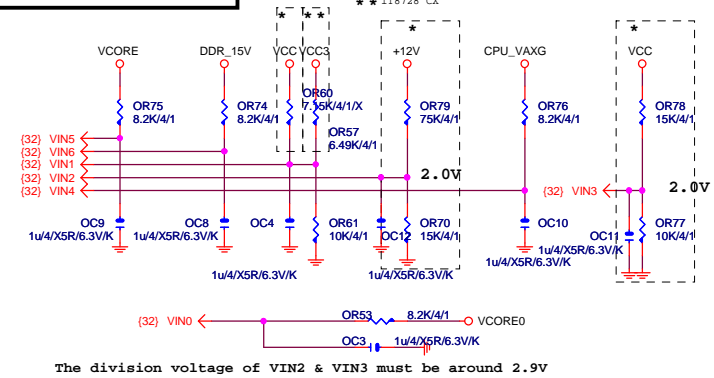 * * IT8728 CX
* * * * *
VCORE DDR_15V VCC VCC3 +12V CPU_VAXG VCC
OR75
8.2K/4/1
OR74
8.2K/4/1
OR60
7.15K/4/1/X
OR57
6.49K/4/1
OR79
75K/4/1
OR76
8.2K/4/1
OR78
15K/4/1
{32} VIN5
{32} VIN6
{32} VIN1
{32} VIN2
{32} VIN4
2.0V
{32} VIN3
2.0V
OC9
1u/4/X5R/6.3V/K
OC8
1u/4/X5R/6.3V/K
OC4
1u/4/X5R/6.3V/K
OR61
10K/4/1
OC12
1u/4/X5R/6.3V/K
OR70
15K/4/1
OC10
1u/4/X5R/6.3V/K
OC11
1u/4/X5R/6.3V/K
OR77
10K/4/1
{32} VIN0
OR53 8.2K/4/1
VCORE0
OC3 1u/4/X5R/6.3V/K
The division voltage of VIN2 & VIN3 must be around 2.9V